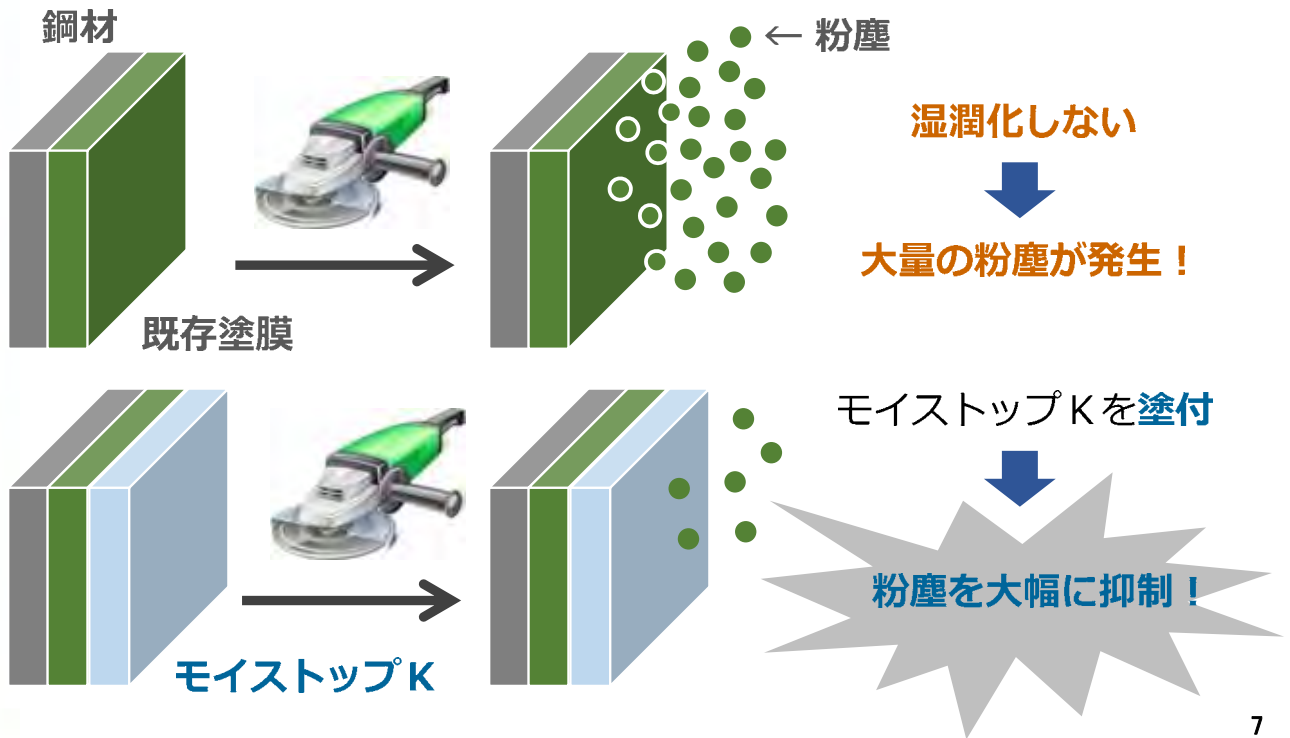 鋼材
← 粉塵
湿潤化しない
大量の粉塵が発生！
既存塗膜
モイストップＫを塗付
粉塵を大幅に抑制！
モイストップＫ
7